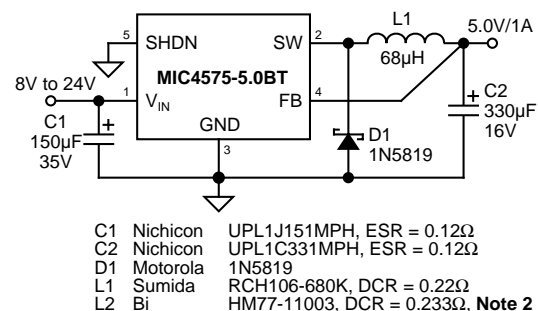 L1
5.0V/1A
5
SHDN
SW
2
68µH
MIC4575-5.0BT
8V to 24V
1
VIN
FB
4
C2
330µF
16V
C1
150µF
35V
GND
3
D1
1N5819
C1 Nichicon UPL1J151MPH, ESR = 0.12Ω
C2 Nichicon UPL1C331MPH, ESR = 0.12Ω
D1 Motorola 1N5819
L1 Sumida RCH106-680K, DCR = 0.22Ω
L2 Bi HM77-11003, DCR = 0.233Ω, Note 2